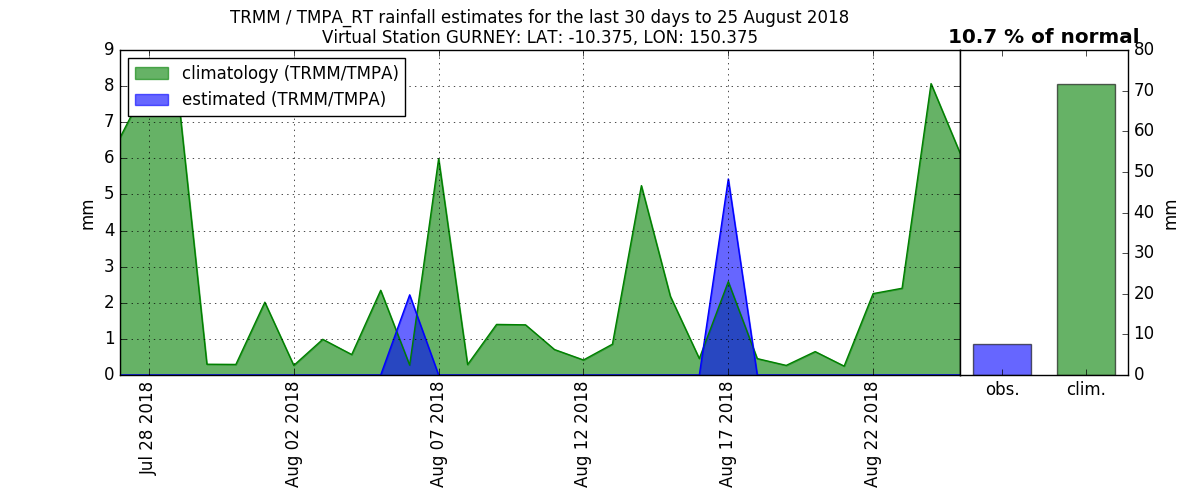 TRMM / TMPA_RT rainfall estimates for the last 30 days to 25 August 2018
Virtual Station GURNEY: LAT: -10.375, LON: 150.375
10.7 % of normal
climatology (TRMM/TMPA)
estimated (TRMM/TMPA)
9
8
7
6
5
4
3
2
1
0
mm
Jul 28 2018
Aug 02 2018
Aug 07 2018
Aug 12 2018
Aug 17 2018
Aug 22 2018
80
70
60
50
40
30
20
10
0
mm
obs.
clim.